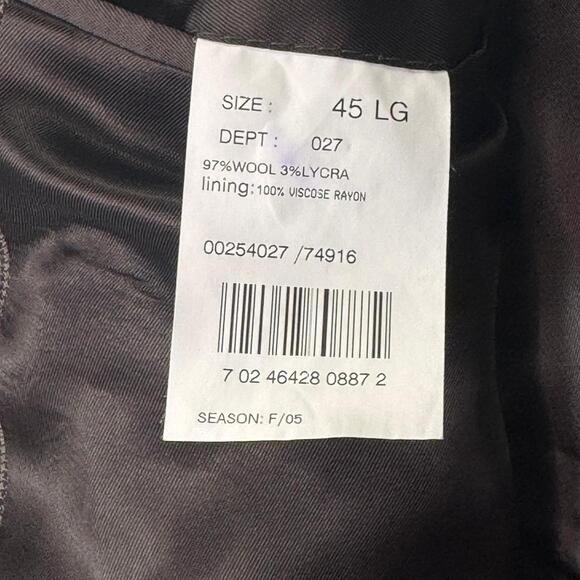 SIZE : 45 LG
DEPT : 027
97%WOOL 3%LYCRA
lining:100% VISCOSE RAYON
00254027 /74916
7 02 46428 0887 2
SEASON: F/05